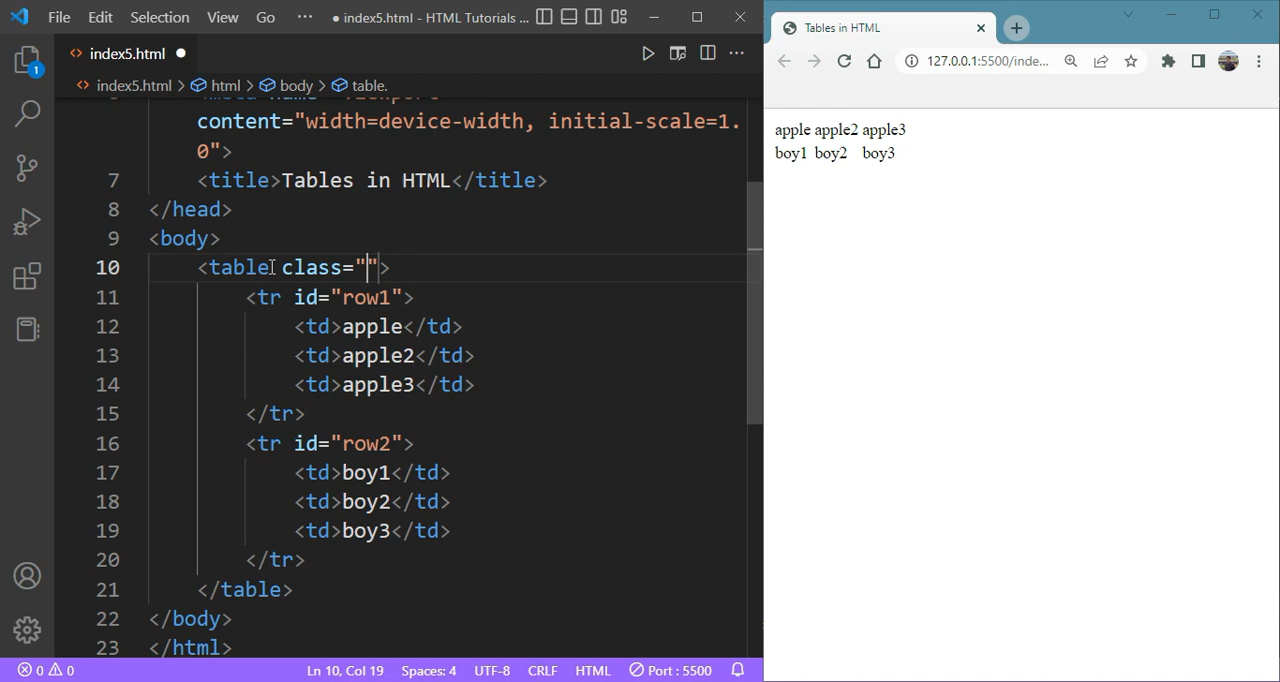 File Edit Selection View Go ··· ● index5.html - HTML Tutorials ...
index5.html ●
index5.html > html > body > table.
content="width=device-width, initial-scale=1.
0">
7 <title>Tables in HTML</title>
8 </head>
9 <body>
10 <table class="">
11 <tr id="row1">
12 <td>apple</td>
13 <td>apple2</td>
14 <td>apple3</td>
15 </tr>
16 <tr id="row2">
17 <td>boy1</td>
18 <td>boy2</td>
19 <td>boy3</td>
20 </tr>
21 </table>
22 </body>
23 </html>
1
0 0 Ln 10, Col 19 Spaces: 4 UTF-8 CRLF HTML Port : 5500
Tables in HTML
127.0.0.1:5500/inde...
apple apple2 apple3
boy1 boy2 boy3